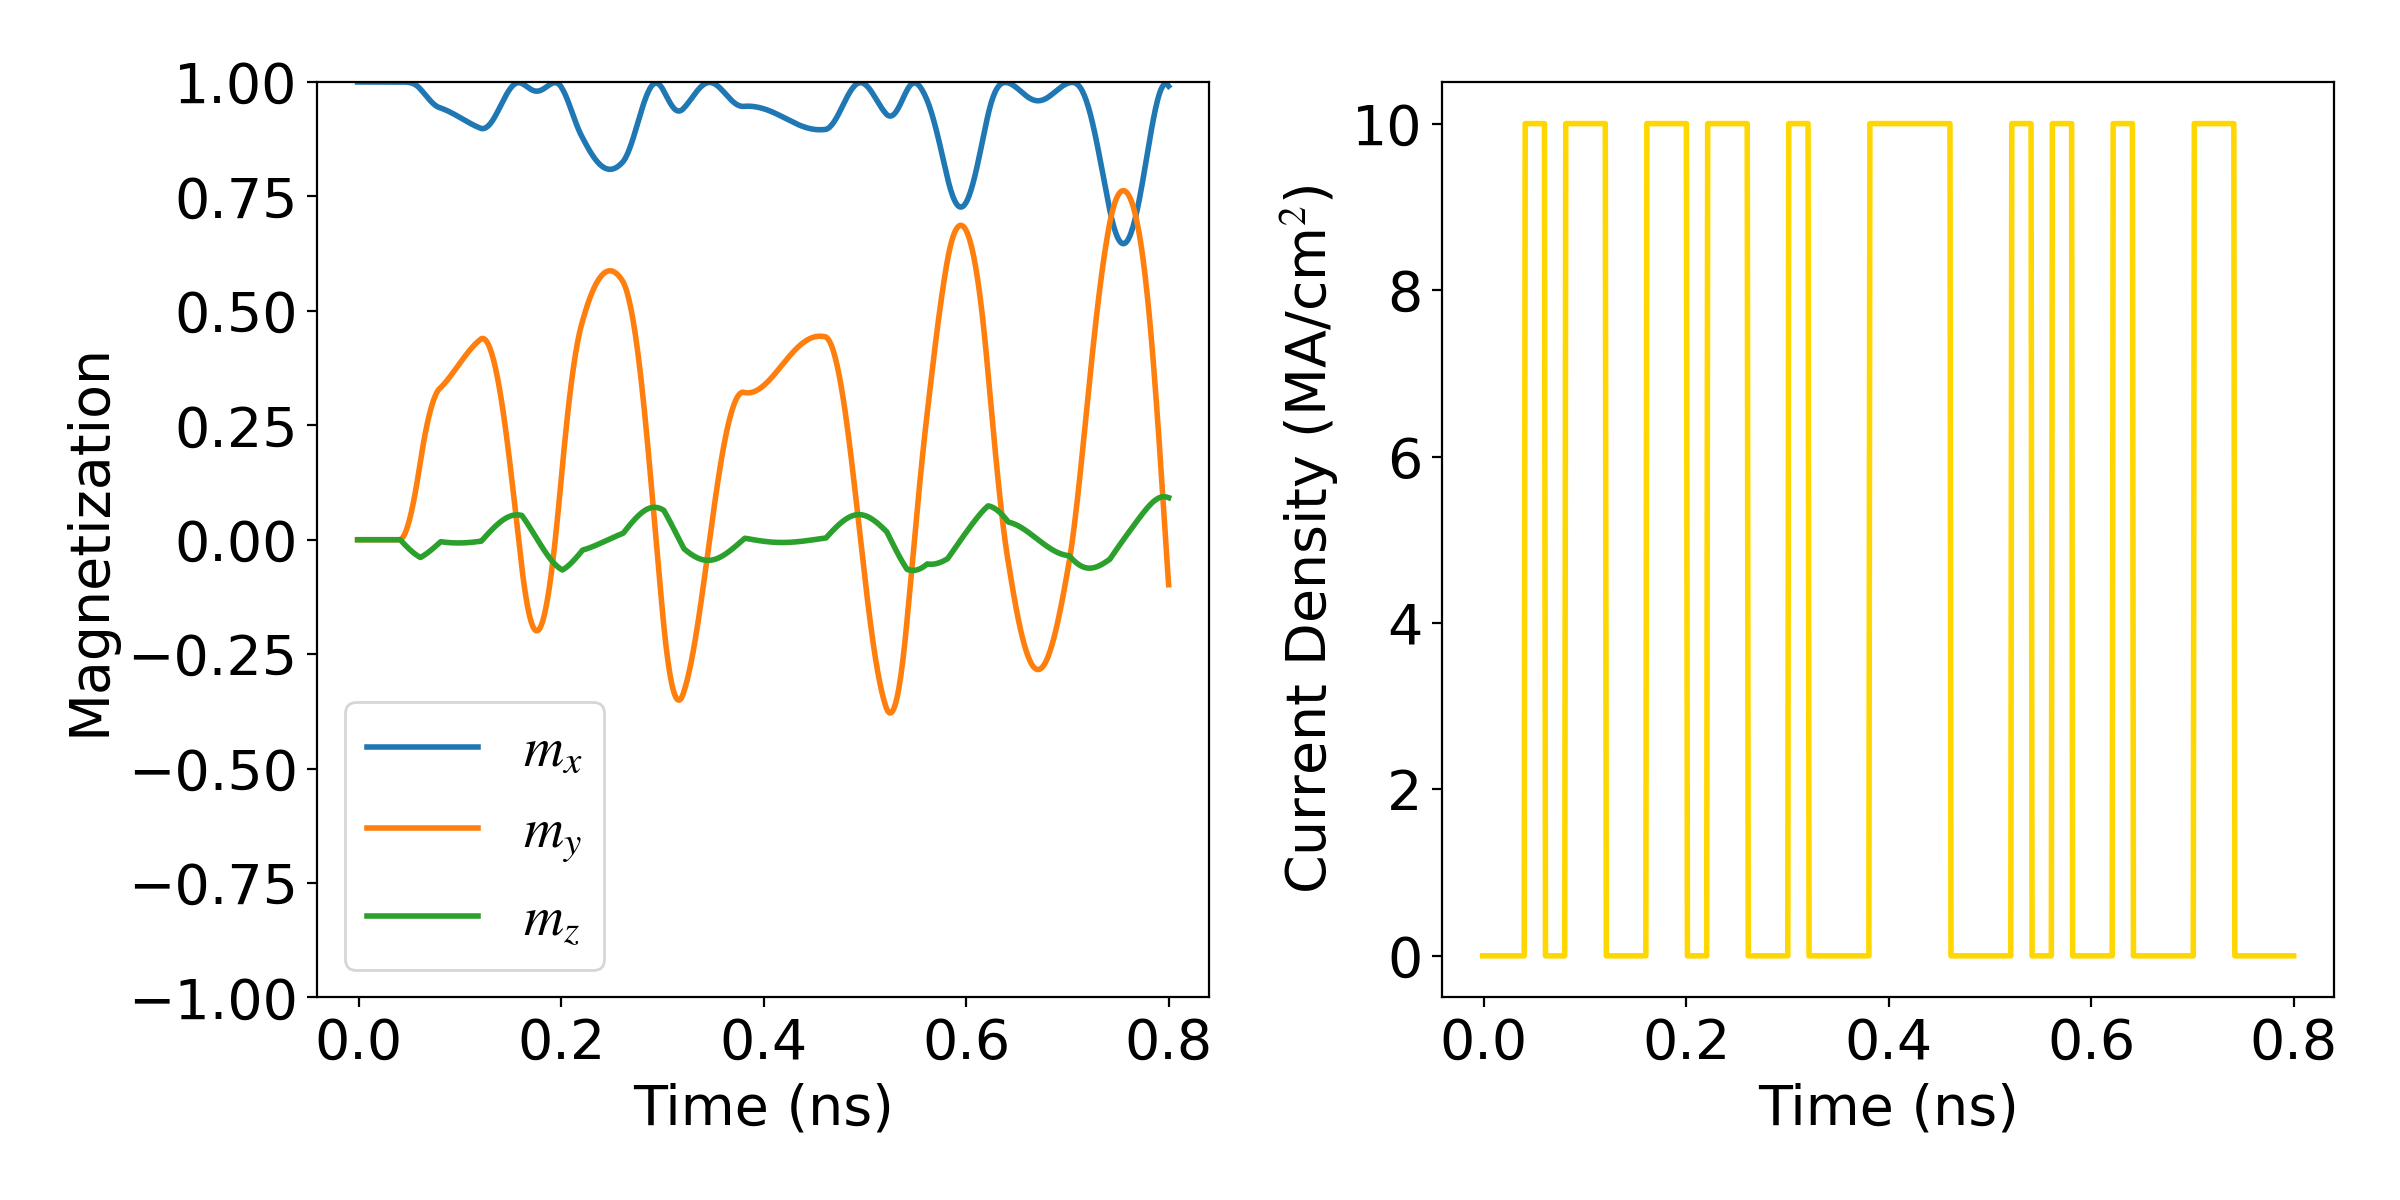 1.00
0.75
0.50
0.25
0.00
−0.25
−0.50
−0.75
−1.00
Magnetization
m_x
m_y
m_z
0.0 0.2 0.4 0.6 0.8
Time (ns)
10
8
6
4
2
0
Current Density (MA/cm²)
0.0 0.2 0.4 0.6 0.8
Time (ns)